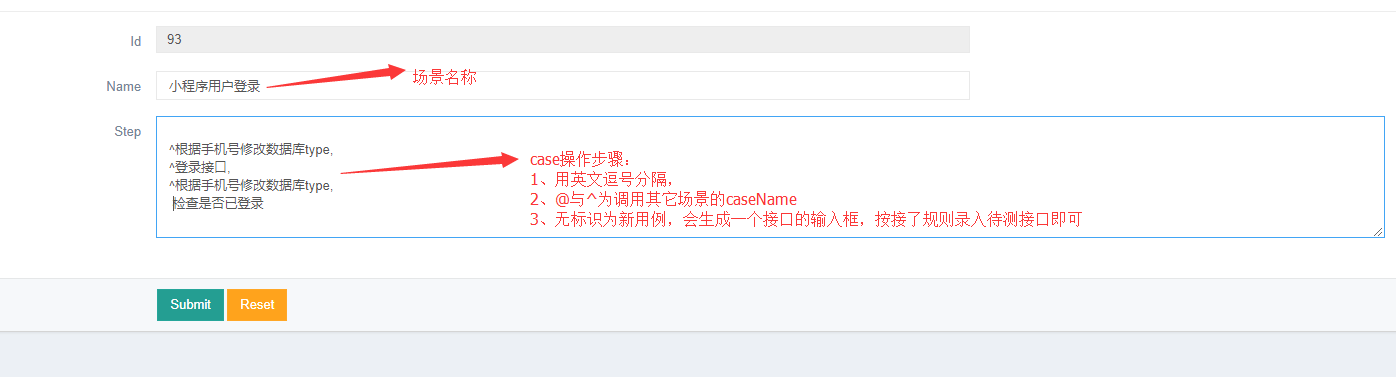 Id
93
Name
小程序用户登录
场景名称
Step
^根据手机号修改数据库type,
^登录接口,
^根据手机号修改数据库type,
检查是否已登录
case操作步骤：
1、用英文逗号分隔，
2、@与^为调用其它场景的caseName
3、无标识为新用例，会生成一个接口的输入框，按接了规则录入待测接口即可
Submit
Reset